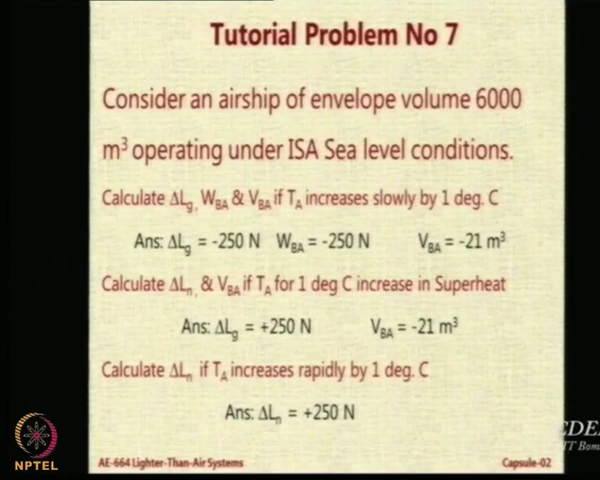 Tutorial Problem No 7
Consider an airship of envelope volume 6000
m³ operating under ISA Sea level conditions.
Calculate ΔLg, WBA & VBA if TA increases slowly by 1 deg. C
Ans: ΔLg = -250 N WBA = -250 N VBA = -21 m³
Calculate ΔLn, & VBA if TA for 1 deg C increase in Superheat
Ans: ΔLg = +250 N VBA = -21 m³
Calculate ΔLn if TA increases rapidly by 1 deg. C
Ans: ΔLn = +250 N
NPTEL
AE-664 Lighter-Than-Air Systems
Capsule-02